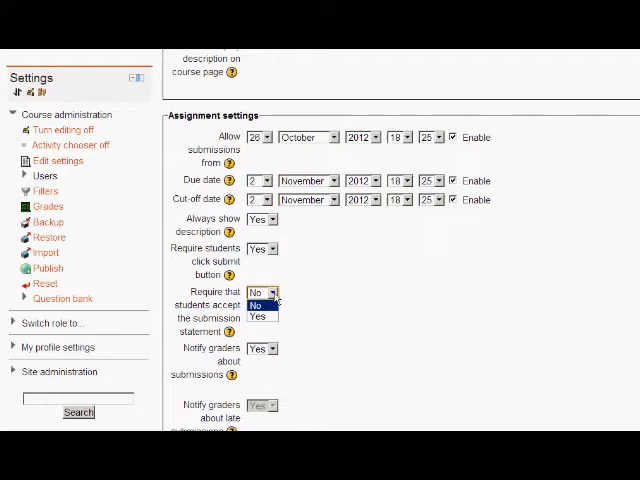 description on
course page
Settings
Course administration
Turn editing off
Activity chooser off
Edit settings
Users
Filters
Grades
Backup
Restore
Import
Publish
Reset
Question bank
Switch role to...
My profile settings
Site administration
Search
Assignment settings
Allow 26 October 2012 18 25 Enable
submissions
from
Due date 2 November 2012 18 25 Enable
Cut-off date 2 November 2012 18 25 Enable
Always show Yes
description
Require students Yes
click submit
button
Require that No
students accept No
the submission Yes
statement
Notify graders Yes
about
submissions
Notify graders Yes
about late